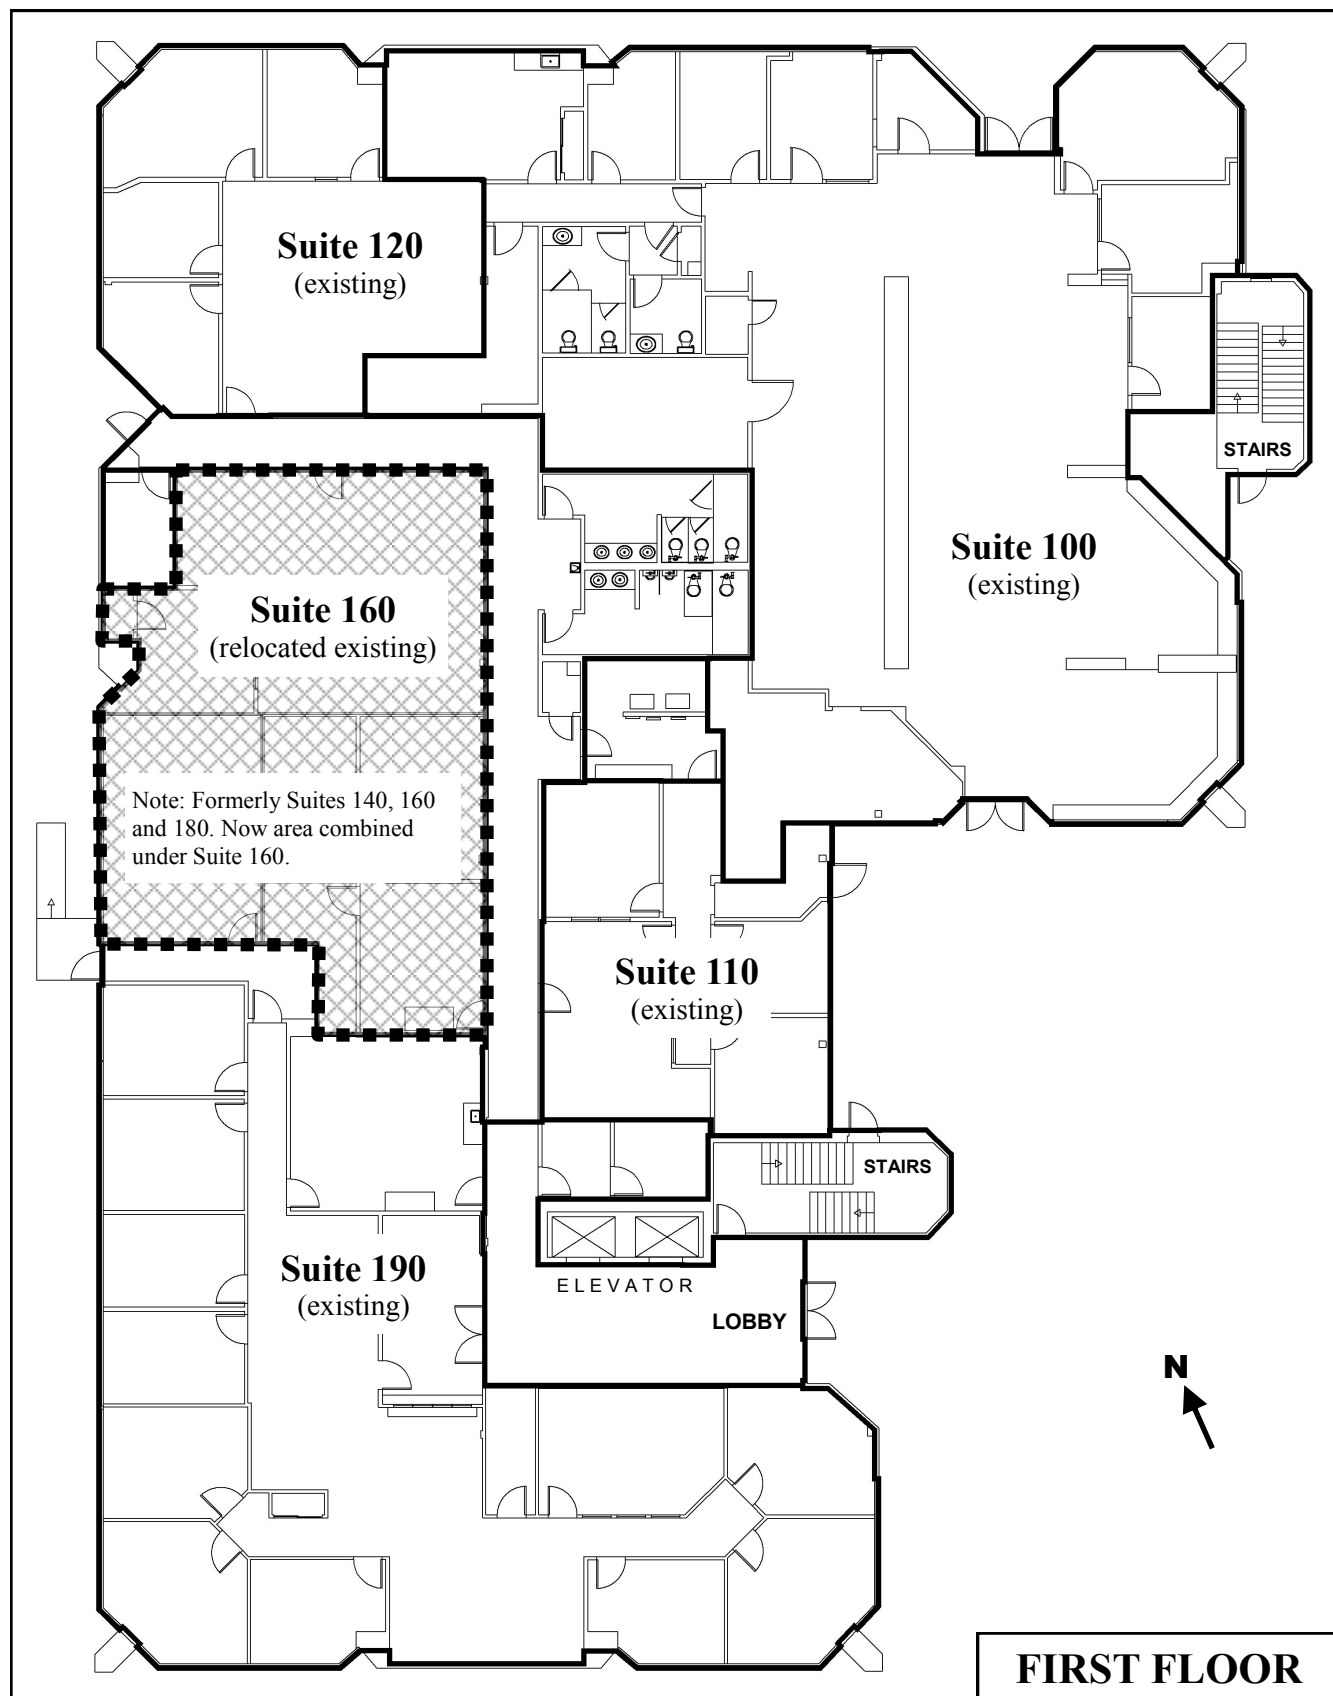 Suite 120
(existing)
STAIRS
Suite 100
(existing)
Suite 160
(relocated existing)
Note: Formerly Suites 140, 160
and 180. Now area combined
under Suite 160.
Suite 110
(existing)
STAIRS
Suite 190
(existing)
ELEVATOR
LOBBY
N
FIRST FLOOR